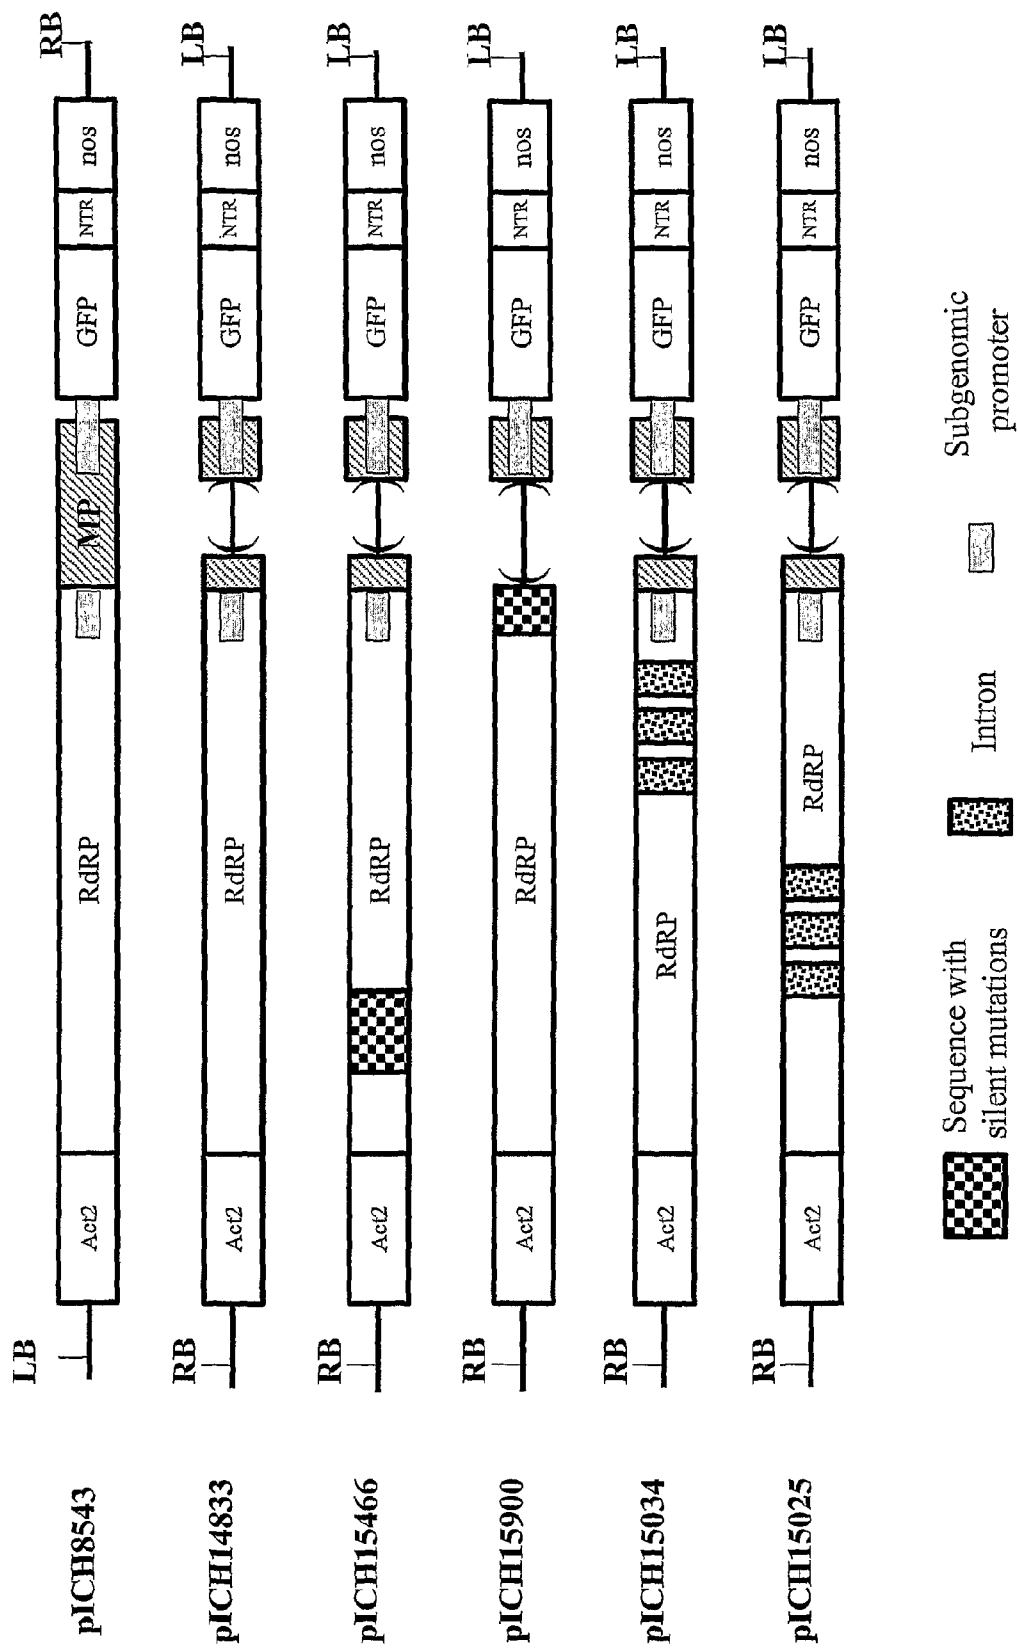 pICH8543
LB
Act2
RdRP
MP
GFP
NTR
nos
RB
pICH14833
RB
Act2
RdRP
GFP
NTR
nos
LB
pICH15466
RB
Act2
RdRP
GFP
NTR
nos
LB
pICH15900
RB
Act2
RdRP
GFP
NTR
nos
LB
pICH15034
RB
Act2
RdRP
GFP
NTR
nos
LB
pICH15025
RB
Act2
RdRP
GFP
NTR
nos
LB
Sequence with
silent mutations
Intron
Subgenomic
promoter